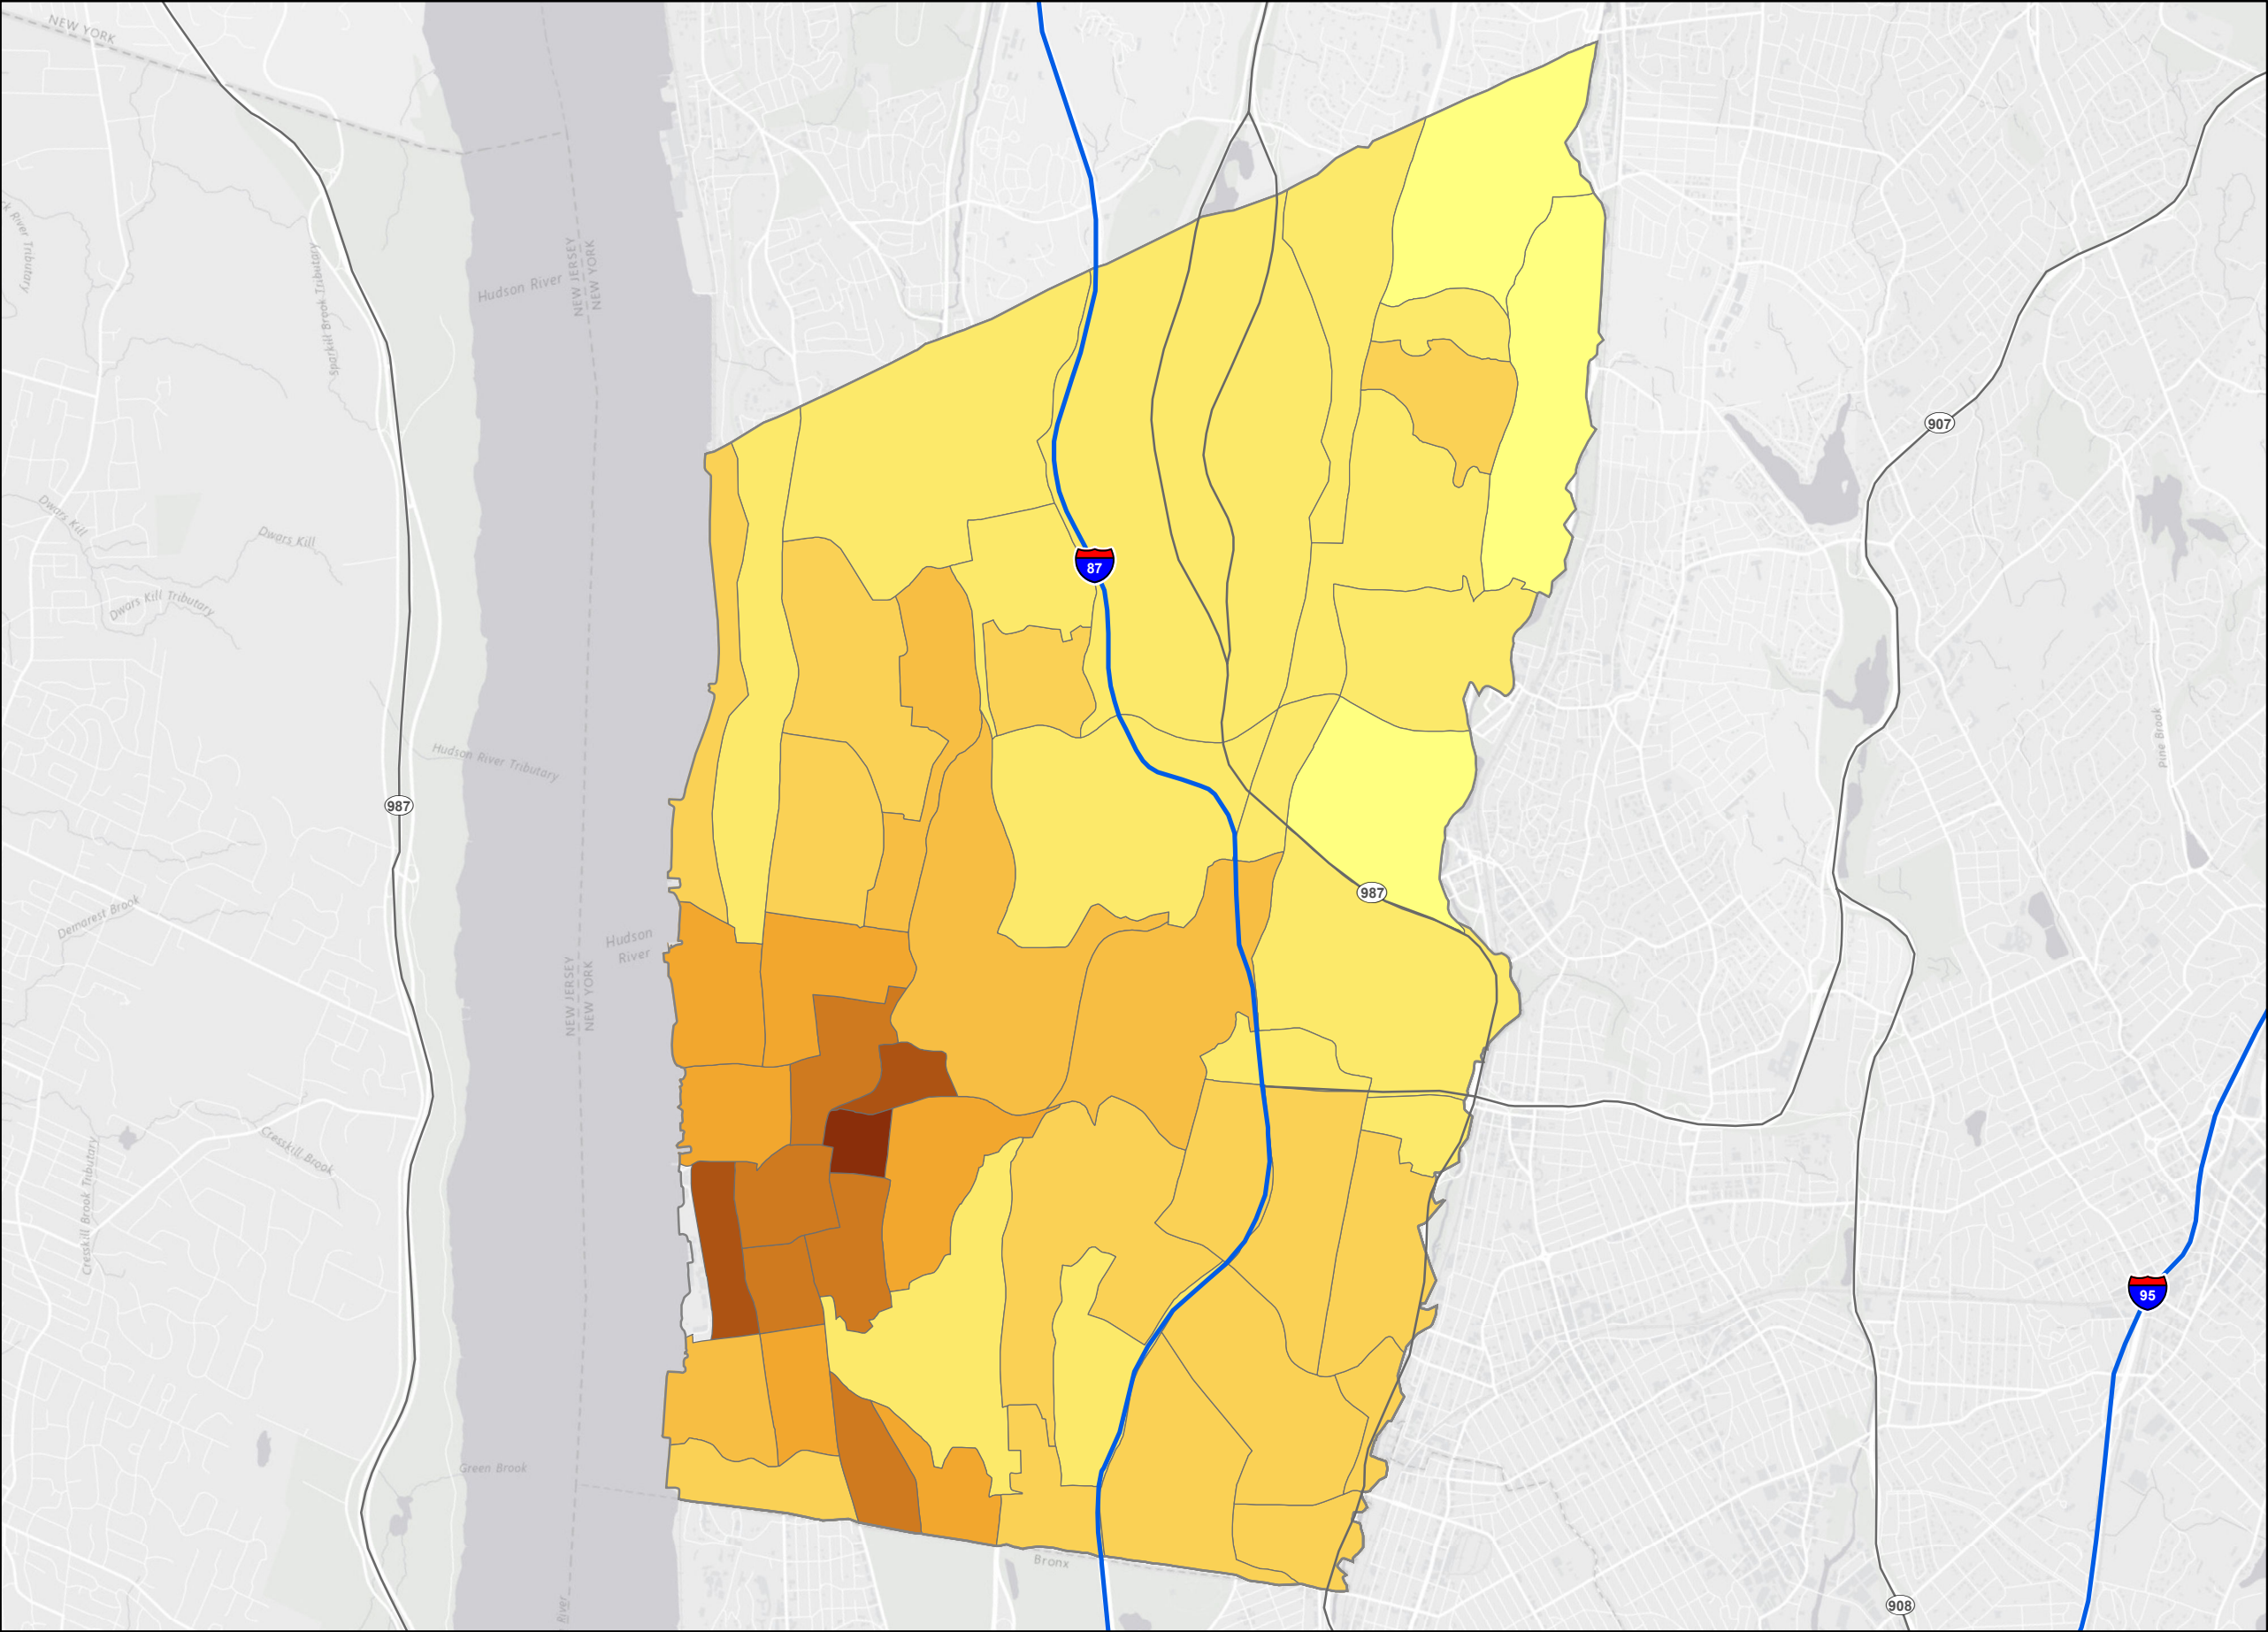 NEW YORK
rk River Tributary
Sparkill Brook Tributary
Hudson River
NEW JERSEY
NEW YORK
907
Dwars Kill
Dwars Kill
87
Dwars Kill Tributary
Hudson River Tributary
Pine Brook
987
987
Demarest Brook
Hudson
River
NEW JERSEY
NEW YORK
Cresskill Brook
Cresskill Brook Tributary
95
Green Brook
Bronx
River
908